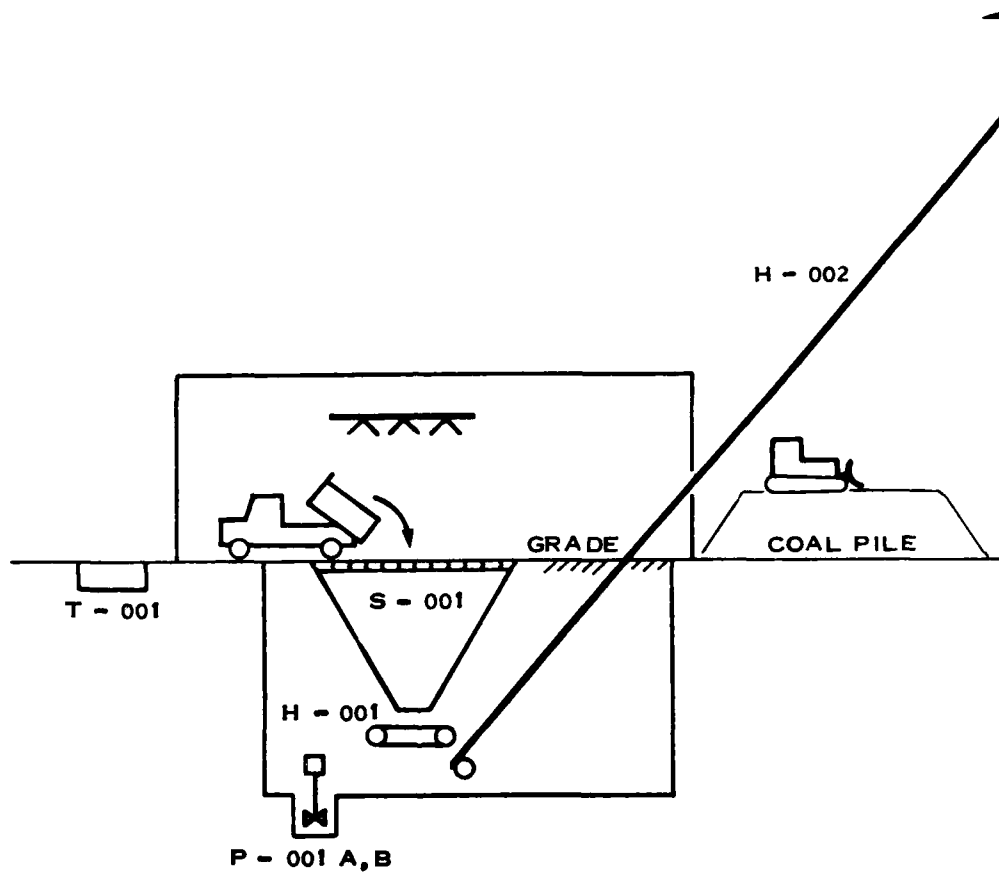 H - 002
GRADE
COAL PILE
T - 001
S - 001
H - 001
P - 001 A, B